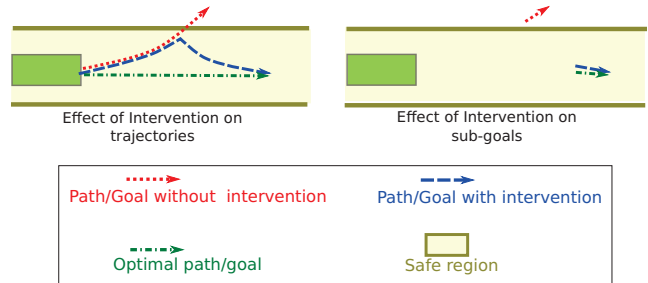 Effect of Intervention on
trajectories
Effect of Intervention on
sub-goals
Path/Goal without intervention
Path/Goal with intervention
Optimal path/goal
Safe region